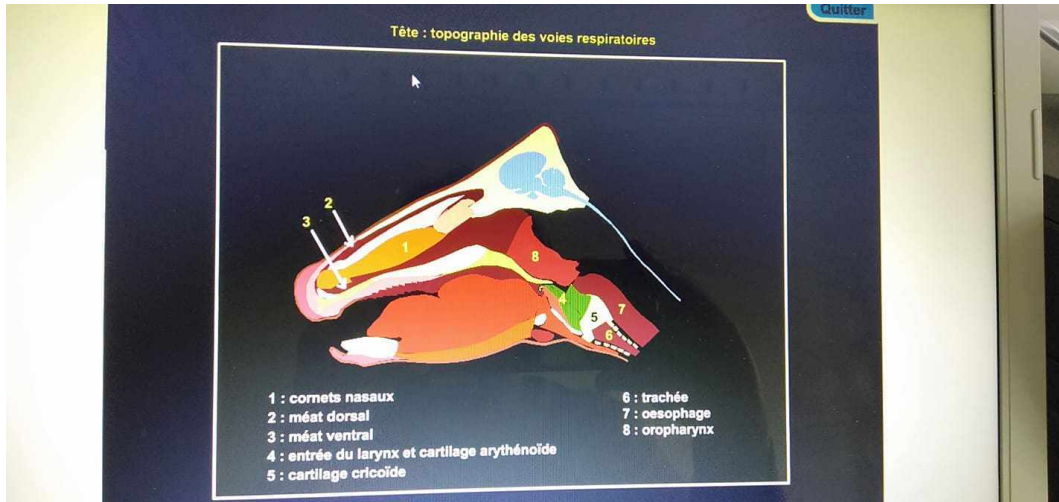 Quitter
Tête : topographie des voies respiratoires
2
3
1
8
4
7
5
6
1 : cornets nasaux
2 : méat dorsal
3 : méat ventral
4 : entrée du larynx et cartilage arythénoïde
5 : cartilage cricoïde
6 : trachée
7 : oesophage
8 : oropharynx